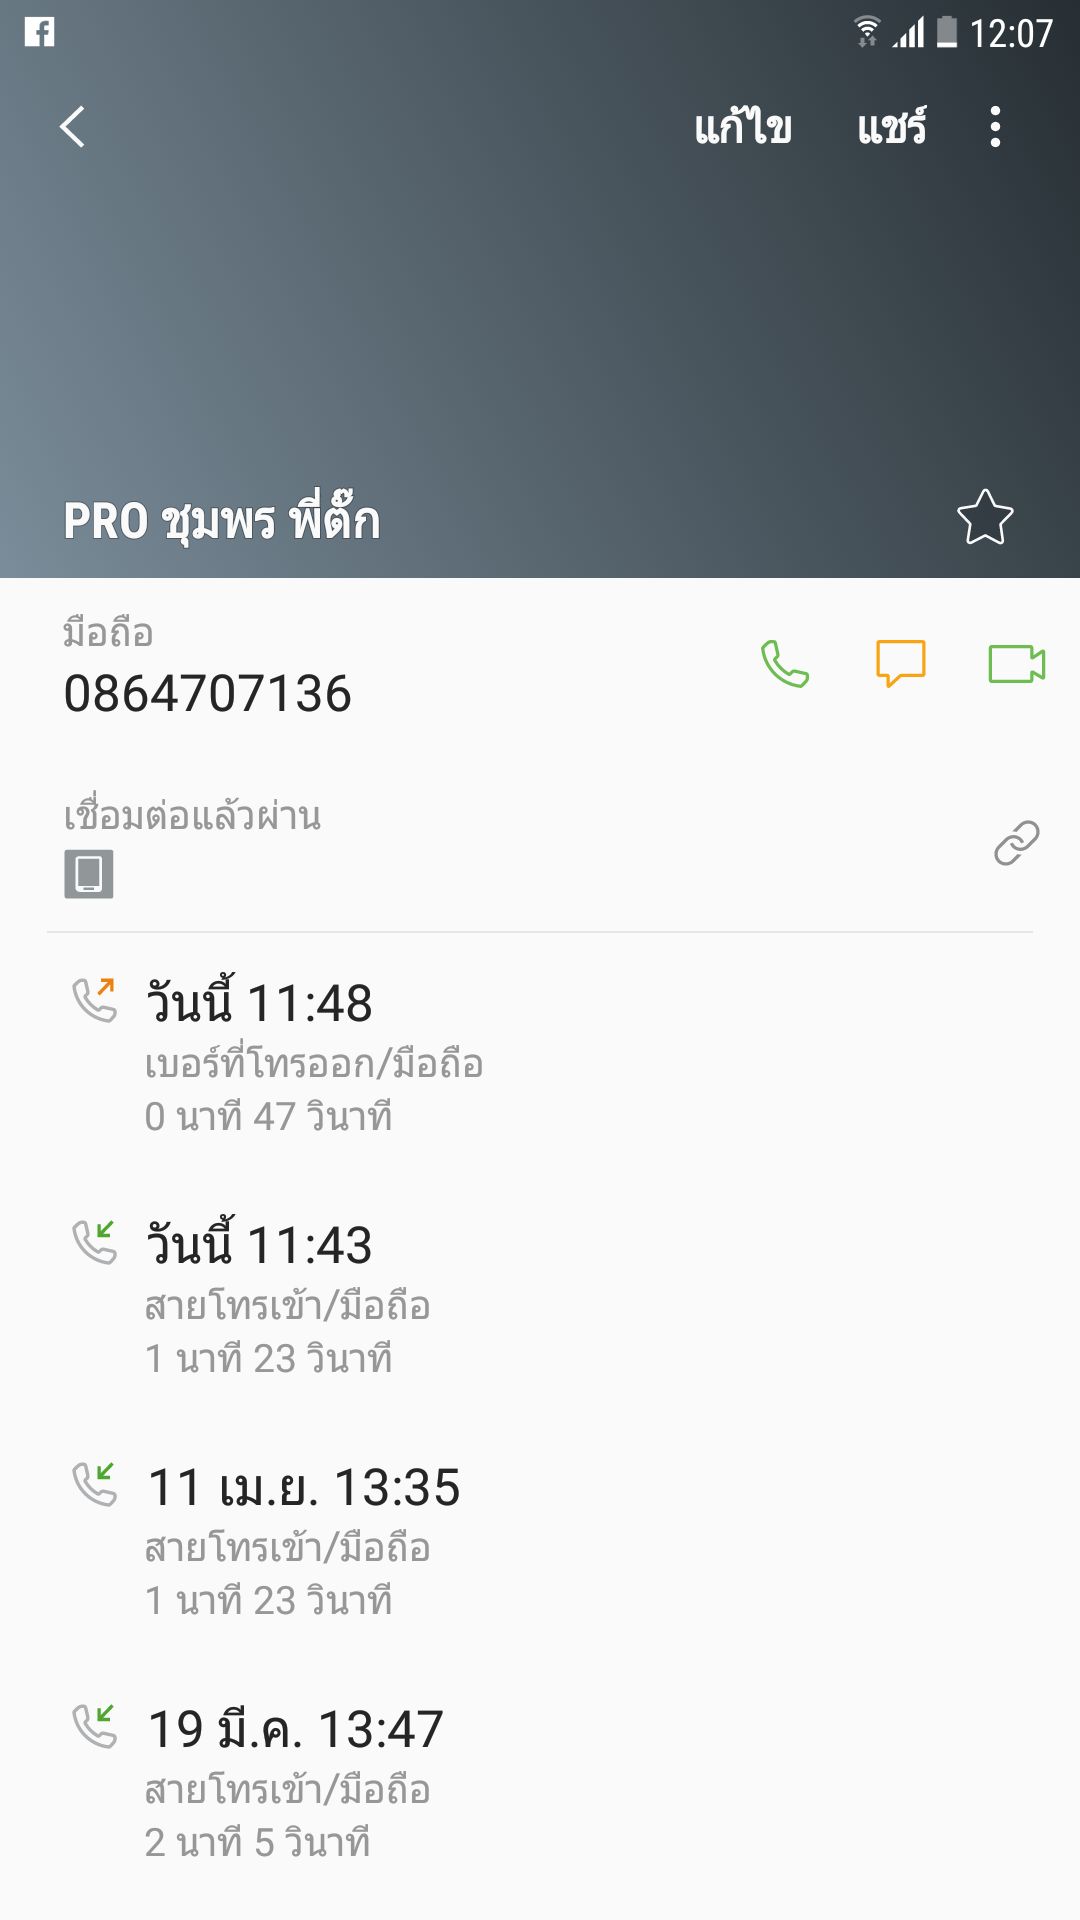 12:07
แก้ไข แชร์
PRO ชุมพร พี่ตั๊ก
มือถือ
0864707136
เชื่อมต่อแล้วผ่าน
วันนี้ 11:48
เบอร์ที่โทรออก/มือถือ
0 นาที 47 วินาที
วันนี้ 11:43
สายโทรเข้า/มือถือ
1 นาที 23 วินาที
11 เม.ย. 13:35
สายโทรเข้า/มือถือ
1 นาที 23 วินาที
19 มี.ค. 13:47
สายโทรเข้า/มือถือ
2 นาที 5 วินาที